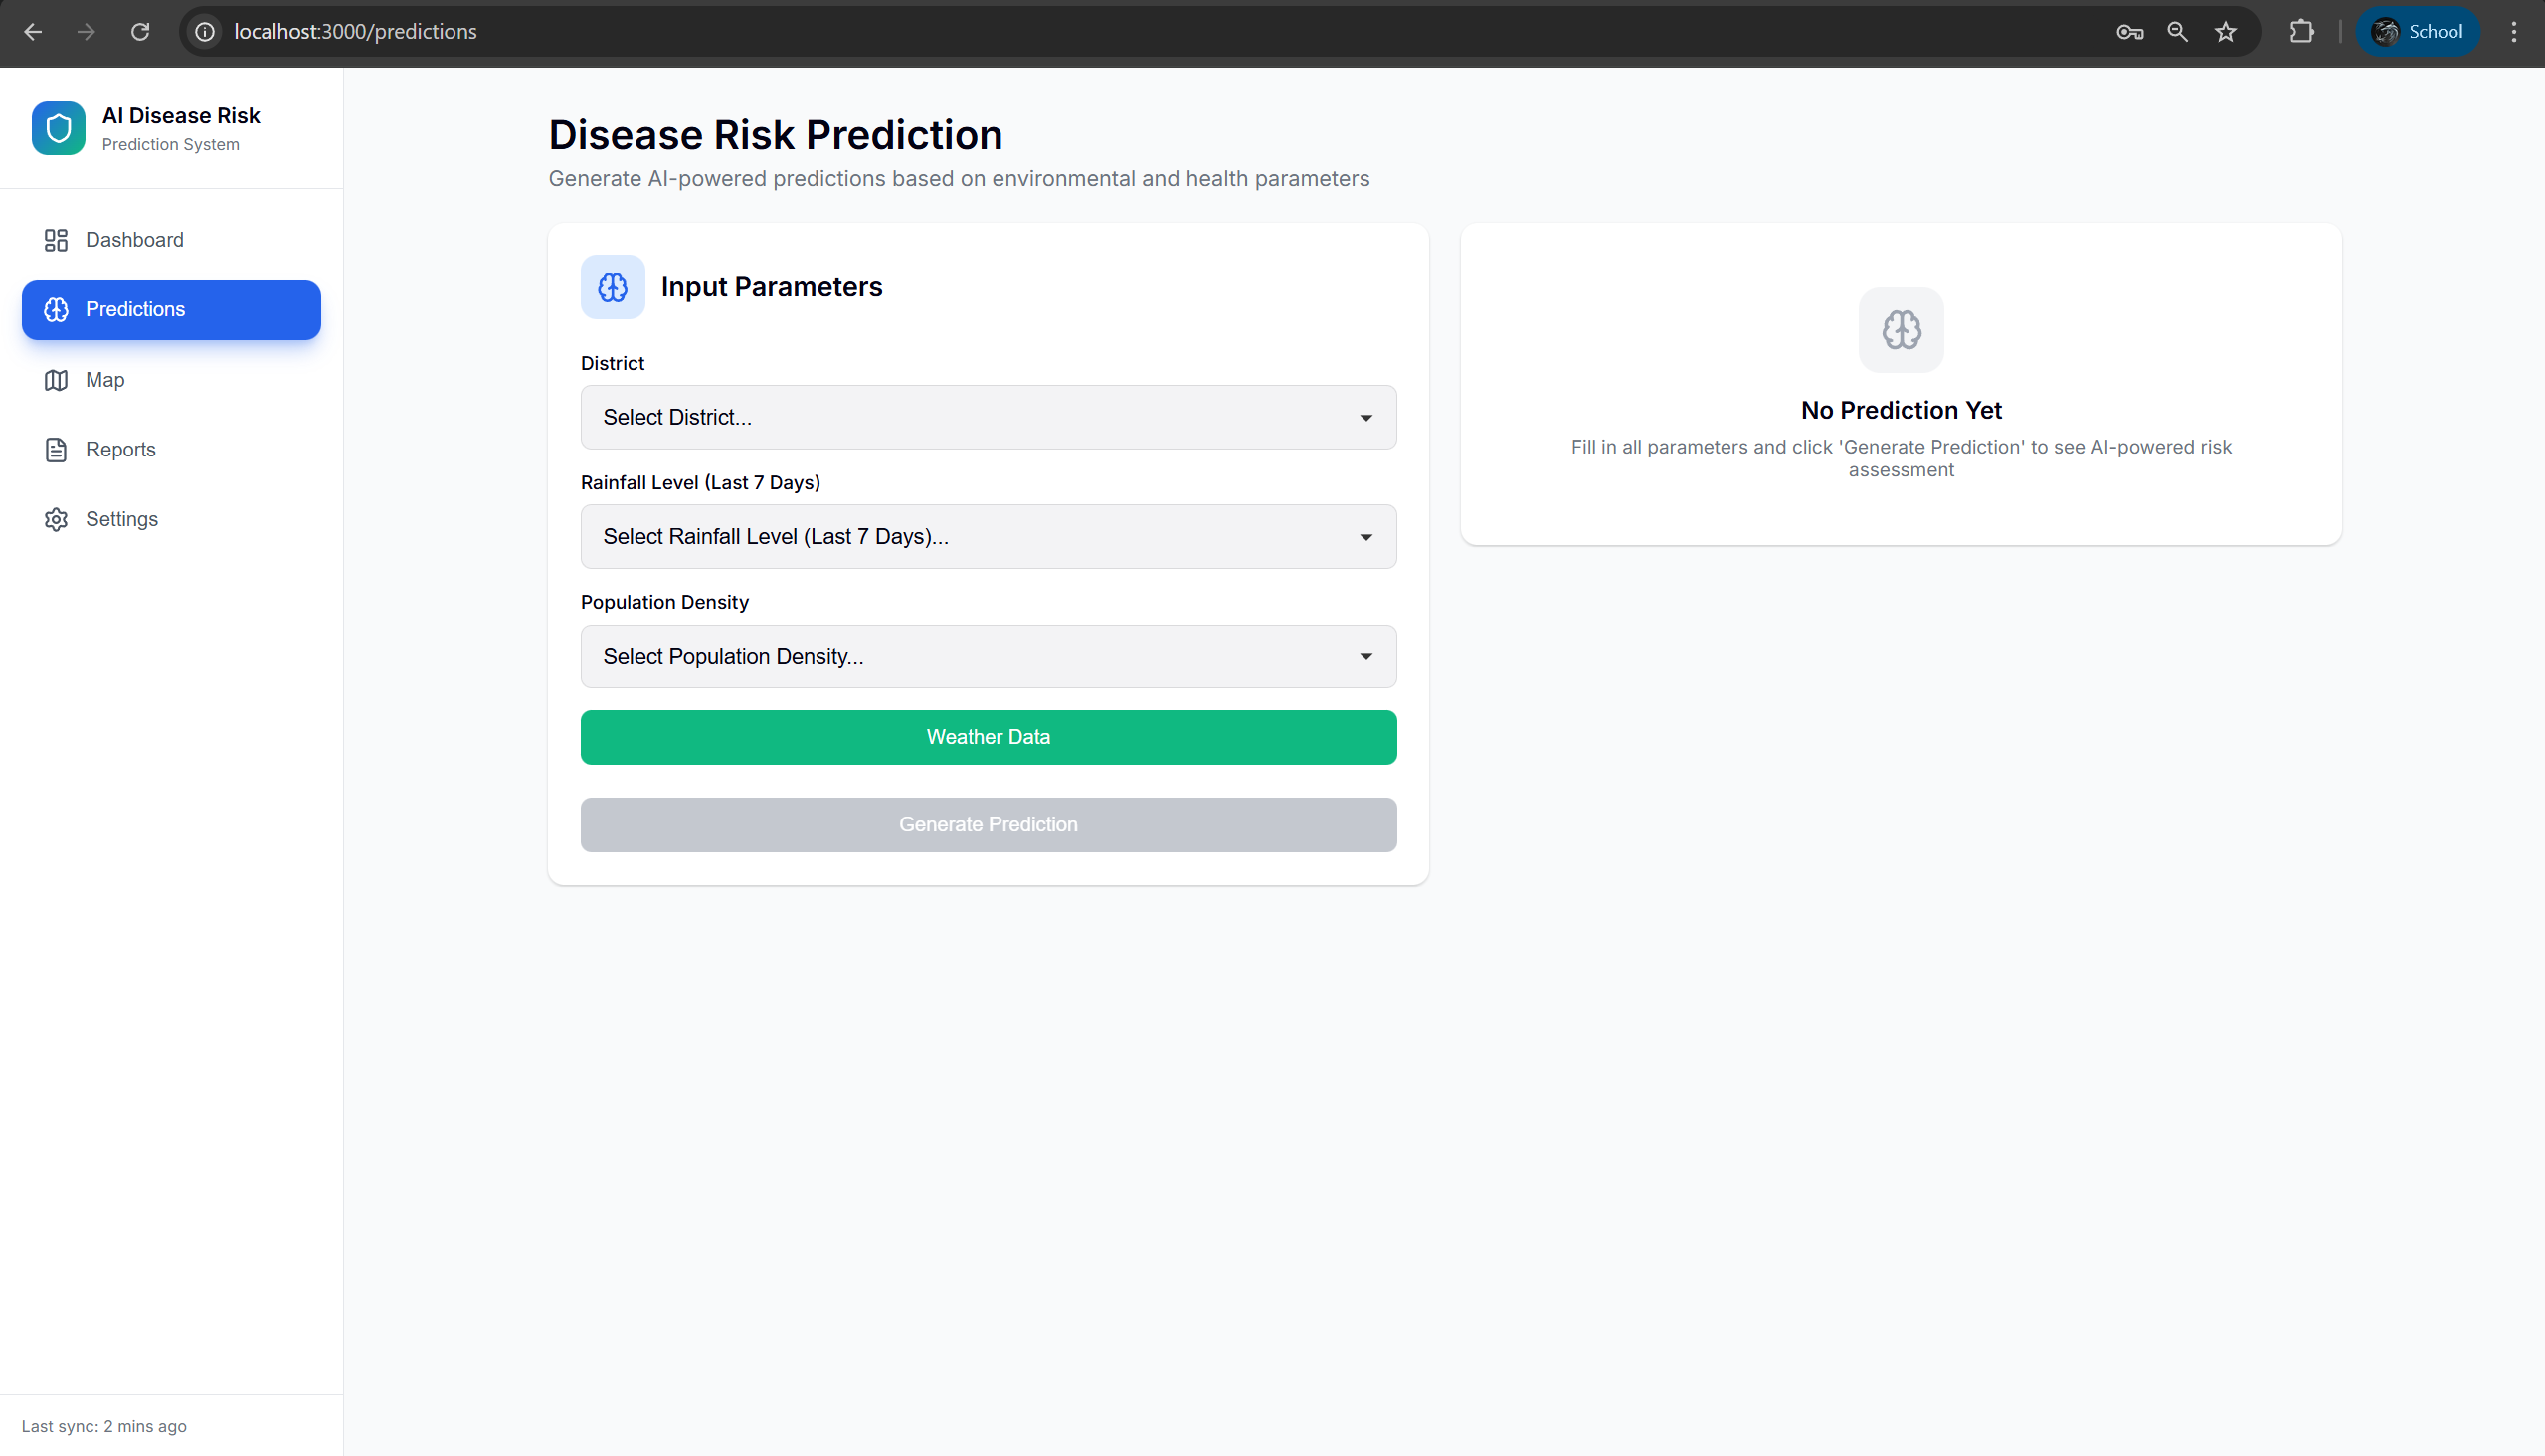 localhost:3000/predictions
School
AI Disease Risk
Prediction System
Dashboard
Predictions
Map
Reports
Settings
Last sync: 2 mins ago
Disease Risk Prediction
Generate AI-powered predictions based on environmental and health parameters
Input Parameters
District
Select District...
Rainfall Level (Last 7 Days)
Select Rainfall Level (Last 7 Days)...
Population Density
Select Population Density...
Weather Data
Generate Prediction
No Prediction Yet
Fill in all parameters and click 'Generate Prediction' to see AI-powered risk
assessment